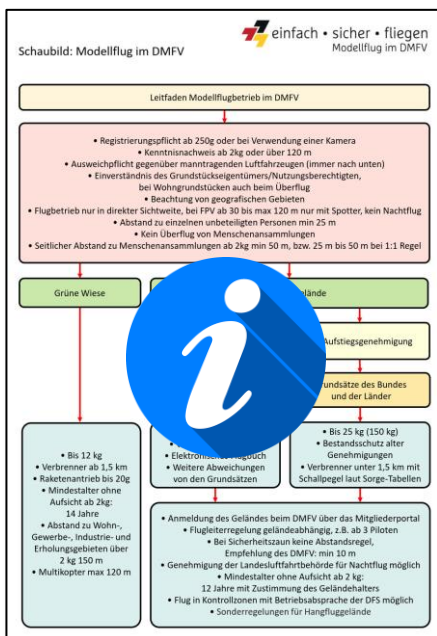 einfach • sicher • fliegen
Modellflug im DMFV
Schaubild: Modellflug im DMFV
Leitfaden Modellflugbetrieb im DMFV
• Registrierungspflicht ab 250g oder bei Verwendung einer Kamera
• Kenntnisnachweis ab 2kg oder über 120 m
• Ausweichpflicht gegenüber manntragenden Luftfahrzeugen (immer nach unten)
• Einverständnis des Grundstückseigentümers/Nutzungsberechtigten,
bei Wohngrundstücken auch beim Überflug
• Beachtung von geografischen Gebieten
• Flugbetrieb nur in direkter Sichtweite, bei FPV ab 30 bis max 120 m nur mit Spotter, kein Nachtflug
• Abstand zu einzelnen unbeteiligten Personen min 25 m
• Kein Überflug von Menschenansammlungen
• Seitlicher Abstand zu Menschenansammlungen ab 2kg min 50 m, bzw. 25 m bis 50 m bei 1:1 Regel
Grüne Wiese
elände
Aufstiegsgenehmigung
rundsätze des Bundes
und der Länder
• Bis 12 kg
• Verbrenner ab 1,5 km
• Raketenantrieb bis 20g
• Mindestalter ohne
Aufsicht ab 2kg:
14 Jahre
• Abstand zu Wohn-,
Gewerbe-, Industrie- und
Erholungsgebieten über
2 kg 150 m
• Multikopter max 120 m
• Weitere Abweichungen
von den Grundsätzen
• Bis 25 kg (150 kg)
• Bestandsschutz alter
Genehmigungen
• Verbrenner unter 1,5 km mit
Schallpegel laut Sorge-Tabellen
• Anmeldung des Geländes beim DMFV über das Mitgliederportal
• Flugleiterregelung geländeabhängig, z.B. ab 3 Piloten
• Bei Sicherheitszaun keine Abstandsregel,
Empfehlung des DMFV: min 10 m
• Genehmigung der Landesluftfahrtbehörde für Nachtflug möglich
• Mindestalter ohne Aufsicht ab 2 kg:
12 Jahre mit Zustimmung des Geländehalters
• Flug in Kontrollzonen mit Betriebsabsprache der DFS möglich
• Sonderregelungen für Hangfluggelände